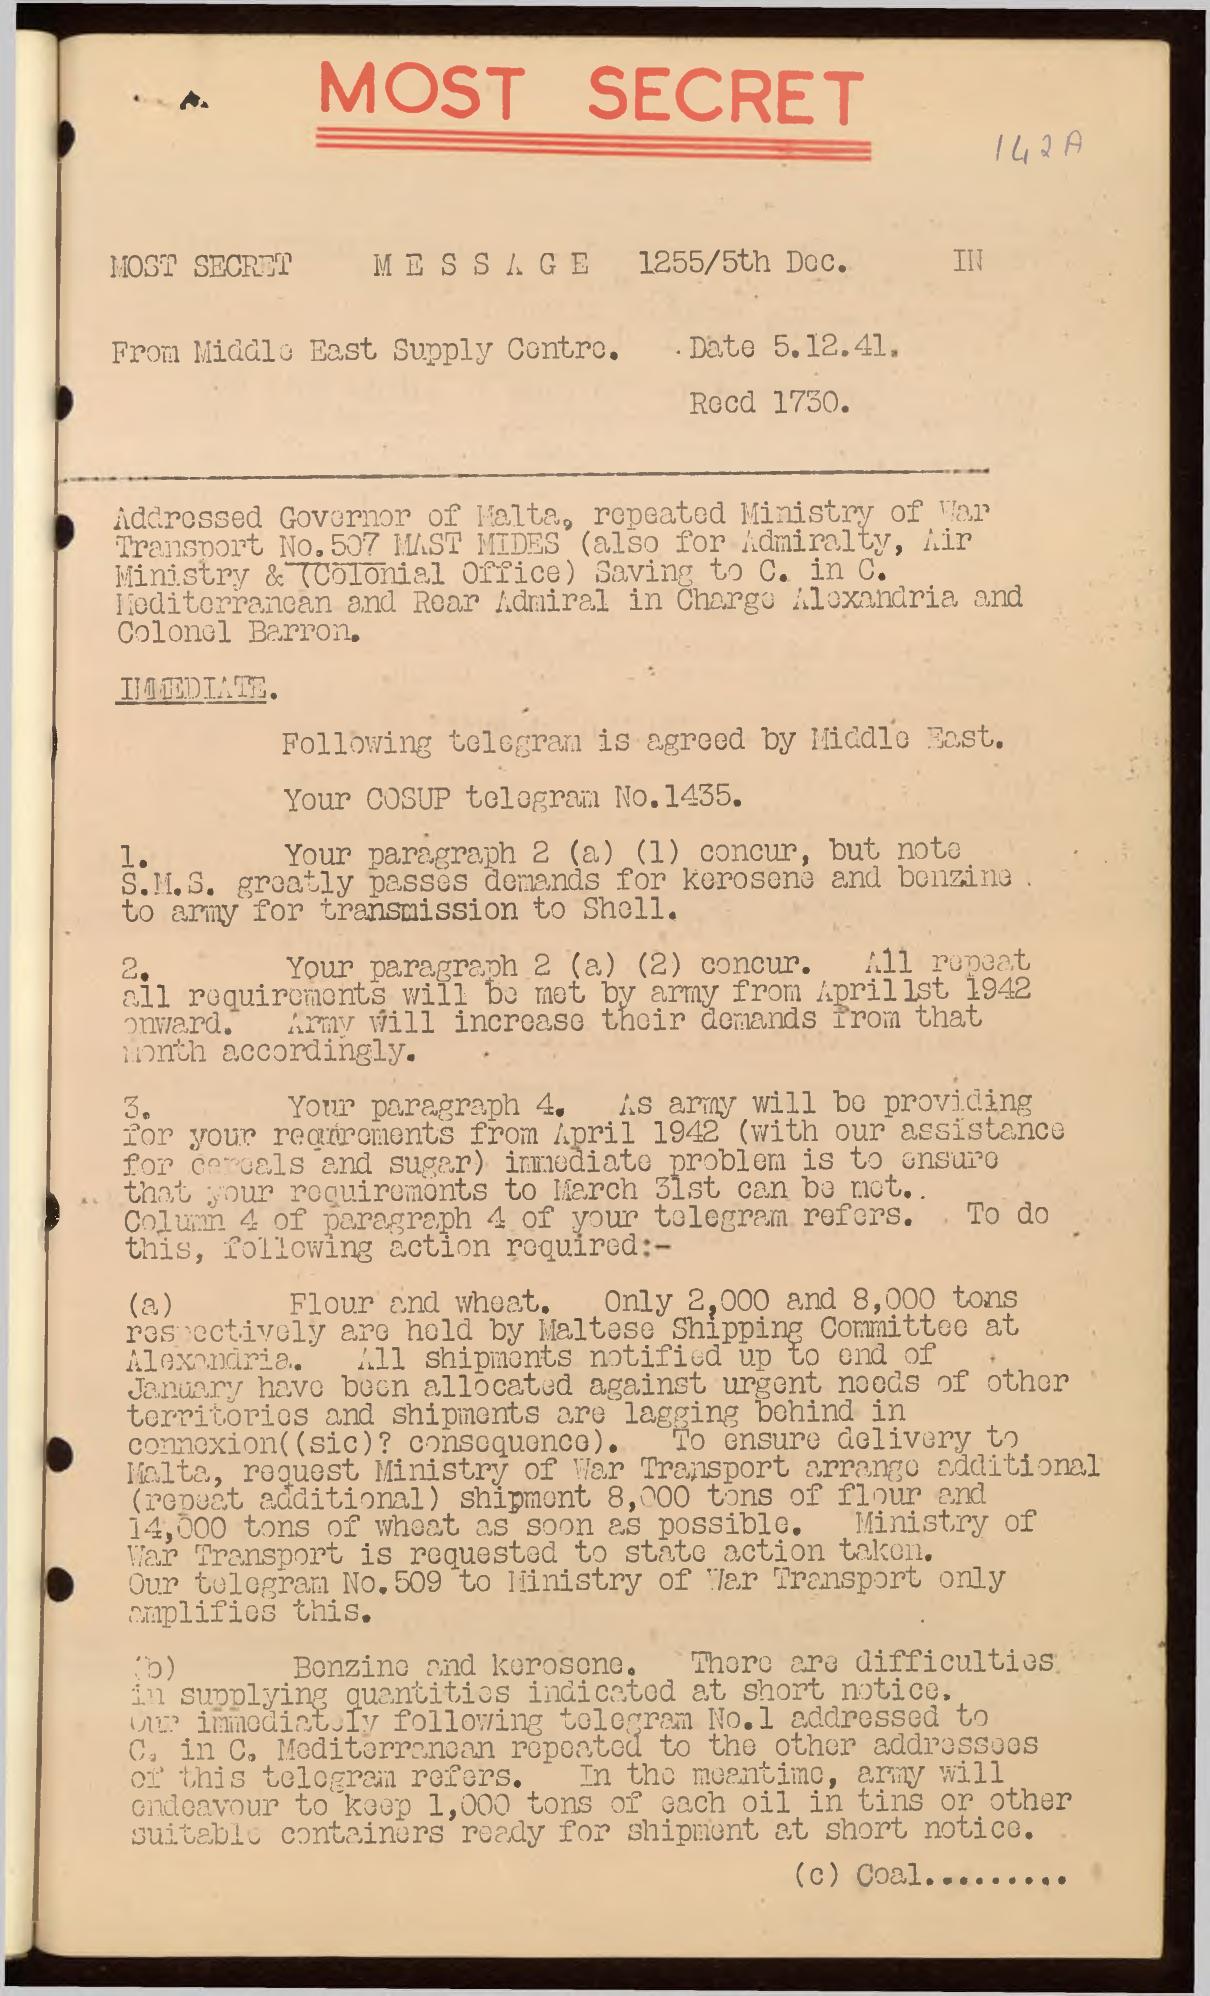 MOST SECRET
142A
MOST SECRET M E S S A G E 1255/5th Dec. IN
From Middle East Supply Centre. Date 5.12.41.
Recd 1730.
Addressed Governor of Malta, repeated Ministry of War
Transport No.507 MAST MIDES (also for Admiralty, Air
Ministry & (Colonial Office) Saving to C. in C.
Mediterranean and Rear Admiral in Charge Alexandria and
Colonel Barron.
IMMEDIATE.
Following telegram is agreed by Middle East.
Your COSUP telegram No.1435.
1. Your paragraph 2 (a) (1) concur, but note
S.M.S. greatly passes demands for kerosene and benzine.
to army for transmission to Shell.
2. Your paragraph 2 (a) (2) concur. All repeat
all requirements will be met by army from April 1st 1942
onward. Army will increase their demands from that
month accordingly.
3. Your paragraph 4. As army will be providing
for your requirements from April 1942 (with our assistance
for cereals and sugar) immediate problem is to ensure
that your requirements to March 31st can be met..
Column 4 of paragraph 4 of your telegram refers. To do
this, following action required:-
(a) Flour and wheat. Only 2,000 and 8,000 tons
respectively are held by Maltese Shipping Committee at
Alexandria. All shipments notified up to end of
January have been allocated against urgent needs of other
territories and shipments are lagging behind in
connexion((sic)? consequence). To ensure delivery to
Malta, request Ministry of War Transport arrange additional
(repeat additional) shipment 8,000 tons of flour and
14,000 tons of wheat as soon as possible. Ministry of
War Transport is requested to state action taken.
Our telegram No.509 to Ministry of War Transport only
amplifies this.
(b) Benzine and kerosene. There are difficulties
in supplying quantities indicated at short notice.
Our immediately following telegram No.1 addressed to
C. in C. Mediterranean repeated to the other addressees
of this telegram refers. In the meantime, army will
endeavour to keep 1,000 tons of each oil in tins or other
suitable containers ready for shipment at short notice.
(c) Coal.........